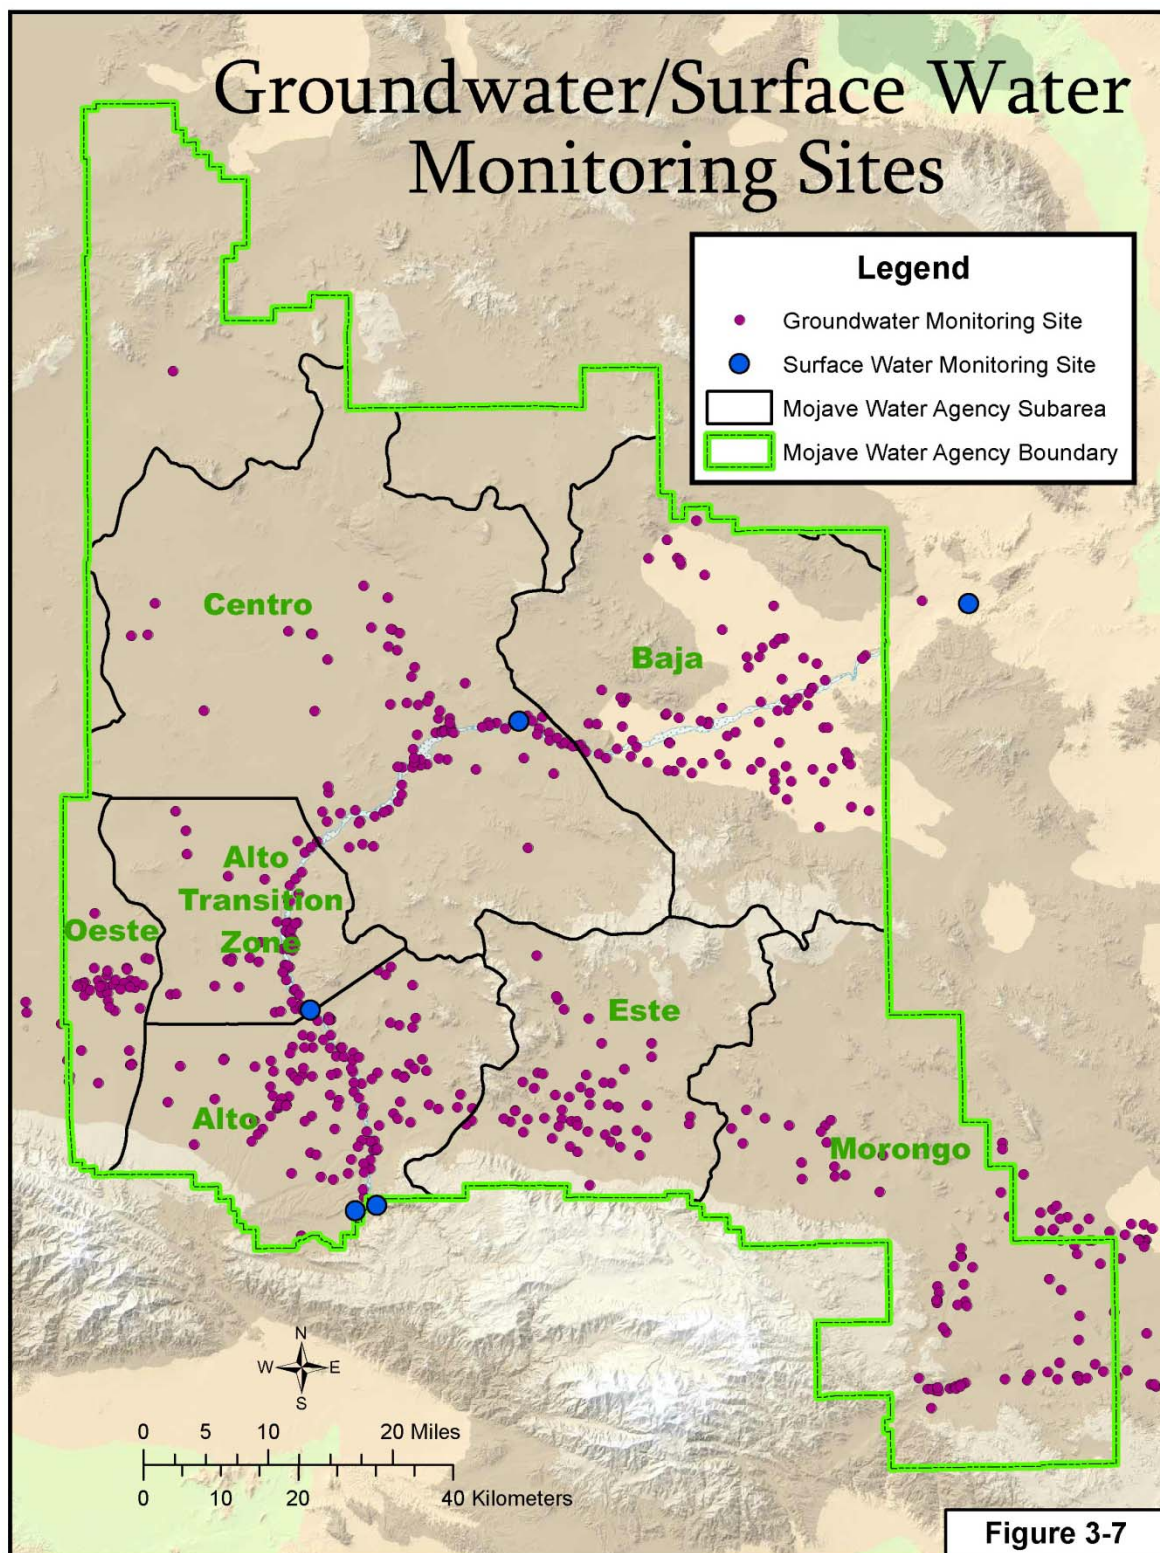 Groundwater/Surface Water
Monitoring Sites
Legend
Groundwater Monitoring Site
Surface Water Monitoring Site
Mojave Water Agency Subarea
Mojave Water Agency Boundary
Centro
Baja
Alto
Transition
Zone
Oeste
Este
Alto
Morongo
N
W E
S
0 5 10 20 Miles
0 10 20 40 Kilometers
Figure 3-7